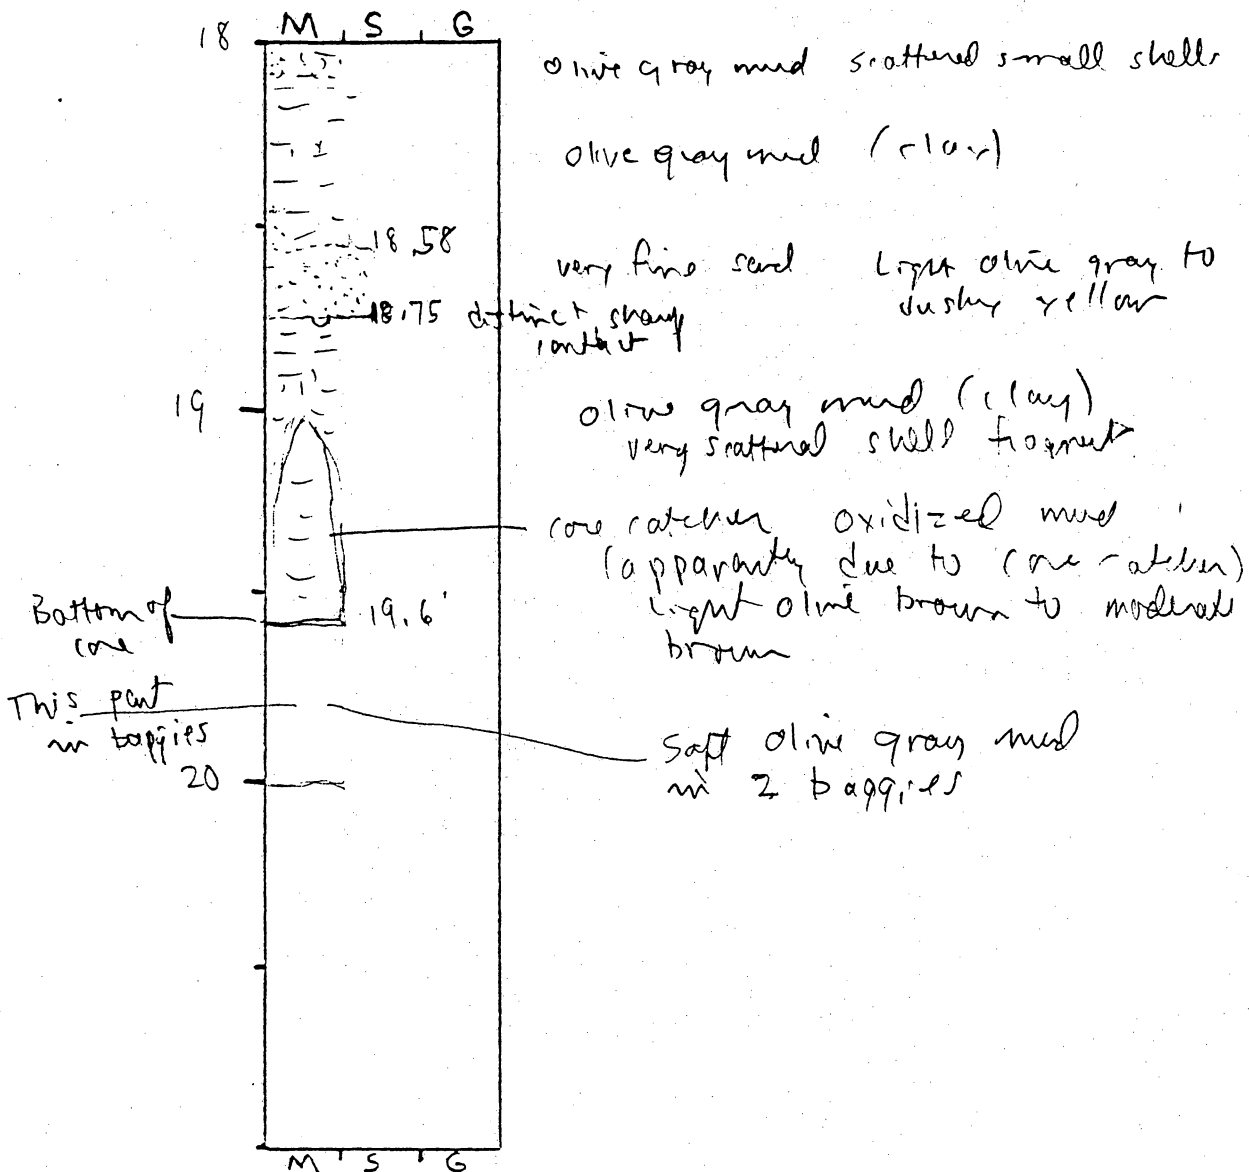 M S G
18
olive gray mud scattered small shells
olive gray mud (clay)
18.58
very fine sand Light olive gray to
dusky yellow
18.75 distinct sharp
contact
19
olive gray mud (clay)
very scattered shell fragments
core catcher oxidized mud
(apparantly due to core catcher)
Light olive brown to moderate
brown
Bottom of
core
19.6'
This part
in baggies
Soft olive gray mud
in 2 baggies
20
M S G